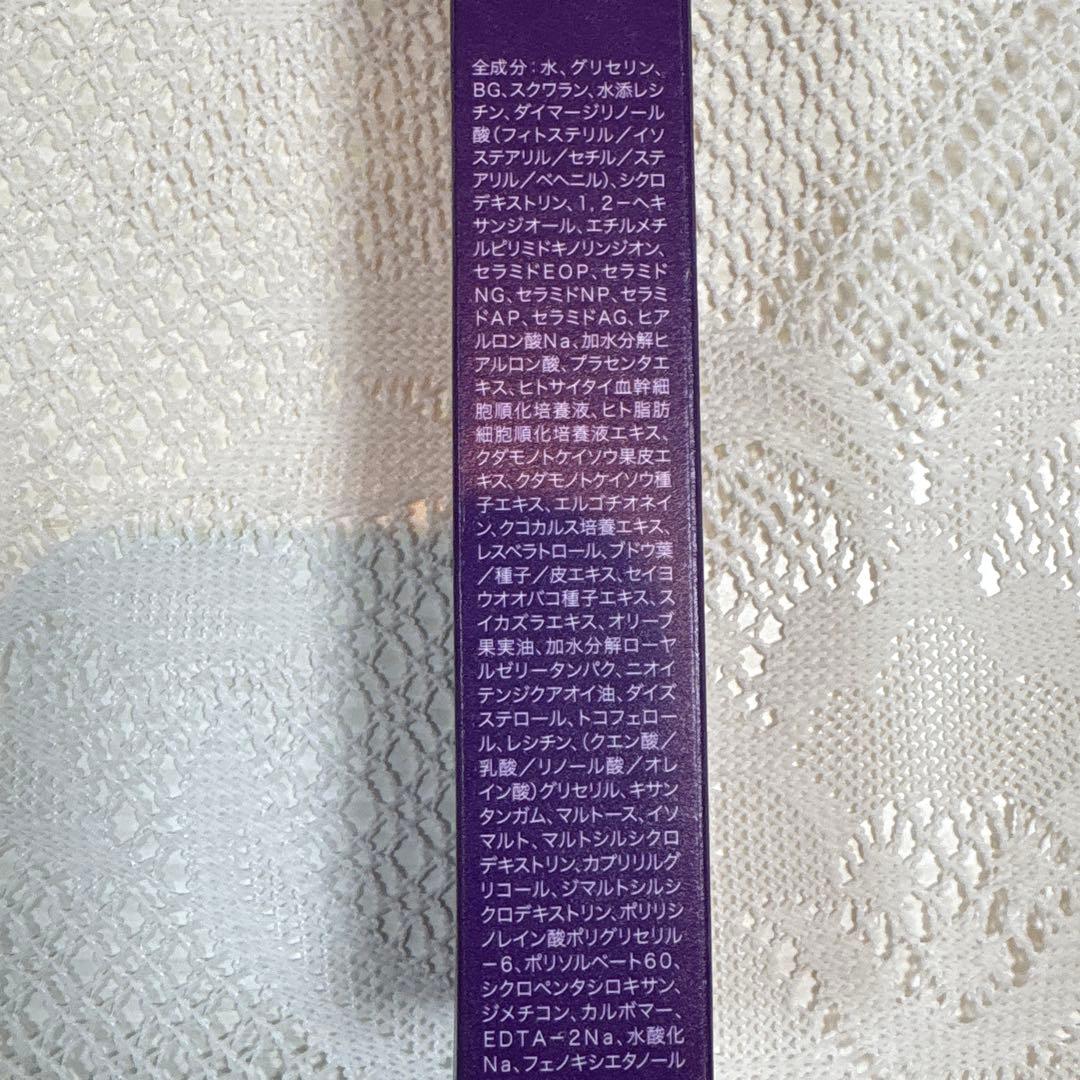 全成分：水、グリセリン、
BG、スクワラン、水添レシ
チン、ダイマージリノール
酸（フィトステリル／イソ
ステアリル／セチル／ステ
アリル／ベヘニル）、シクロ
デキストリン、1,2－ヘキ
サンジオール、エチルメチ
ルピリミドキノリンジオン、
セラミドEOP、セラミド
NG、セラミドNP、セラミ
ドAP、セラミドAG、ヒア
ルロン酸Na、加水分解ヒ
アルロン酸、プラセンタエ
キス、ヒトサイタイ血幹細
胞順化培養液、ヒト脂肪
細胞順化培養液エキス、
クダモノトケイソウ果皮エ
キス、クダモノトケイソウ種
子エキス、エルゴチオネイ
ン、クコカルス培養エキス、
レスベラトロール、ブドウ葉
／種子／皮エキス、セイヨ
ウオオバコ種子エキス、ス
イカズラエキス、オリーブ
果実油、加水分解ローヤ
ルゼリータンパク、ニオイ
テンジクアオイ油、ダイズ
ステロール、トコフェロー
ル、レシチン、（クエン酸／
乳酸／リノール酸／オレ
イン酸）グリセリル、キサン
タンガム、マルトース、イソ
マルト、マルトシルシクロ
デキストリン、カプリリルグ
リコール、ジマルトシルシ
クロデキストリン、ポリリシ
ノレイン酸ポリグリセリル
－6、ポリソルベート60、
シクロペンタシロキサン、
ジメチコン、カルボマー、
EDTA－2Na、水酸化
Na、フェノキシエタノール